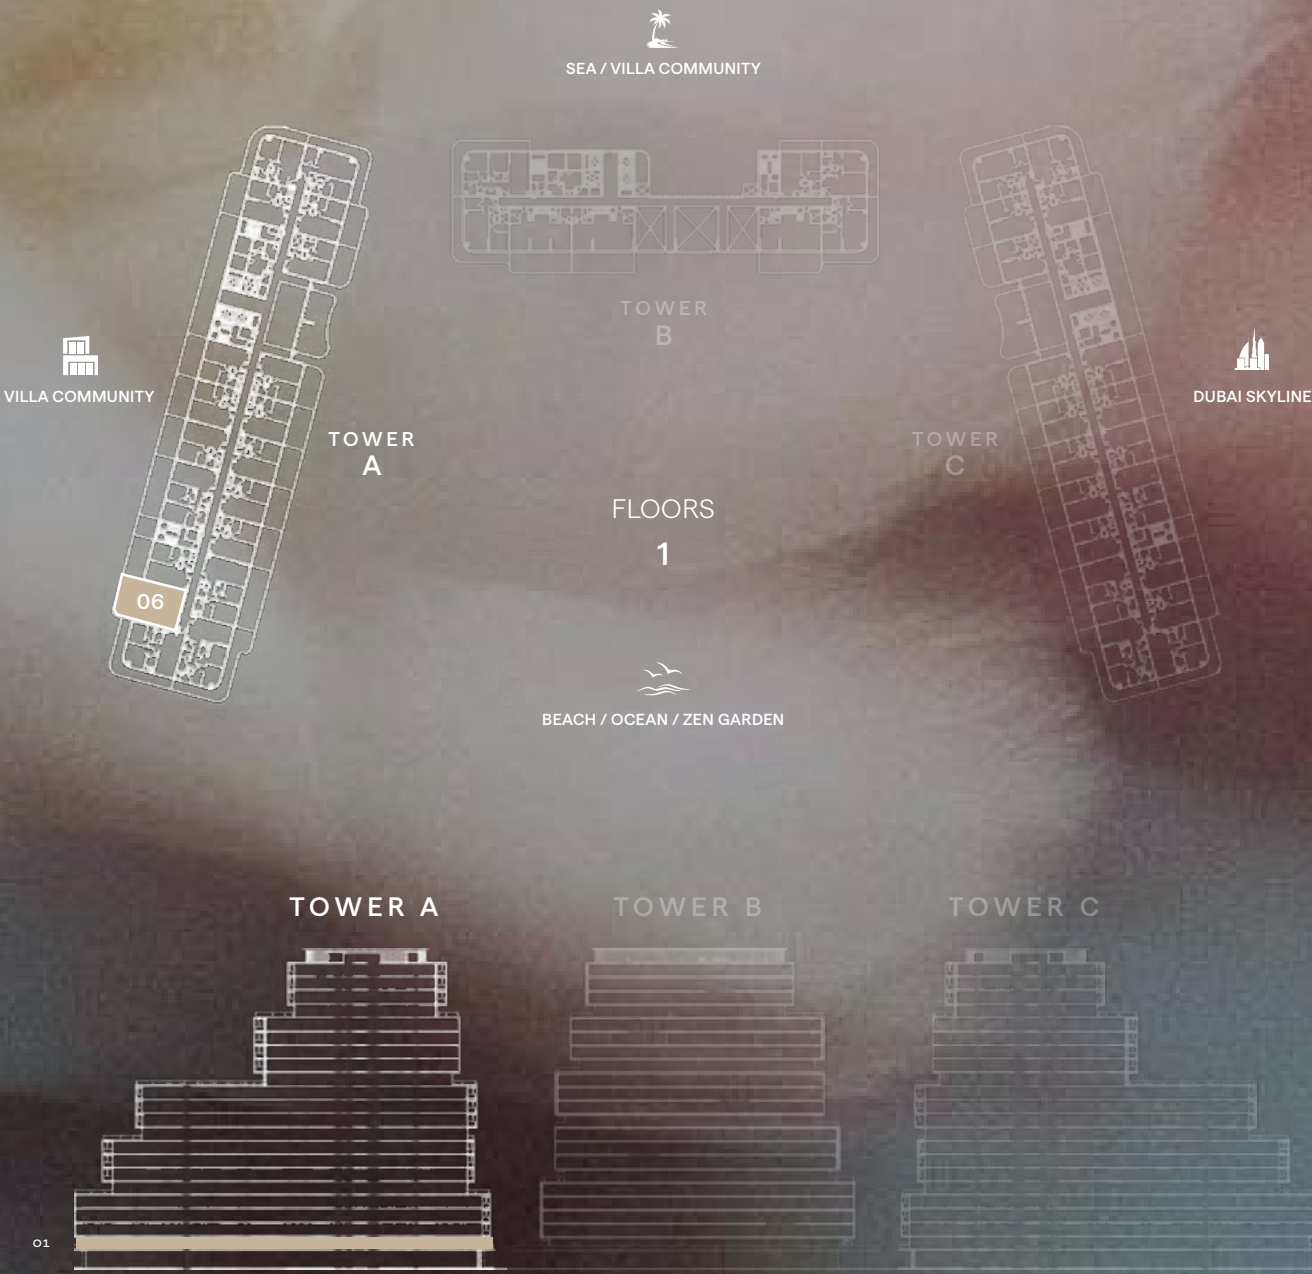 SEA / VILLA COMMUNITY
TOWER
B
VILLA COMMUNITY
DUBAI SKYLINE
TOWER
A
TOWER
C
FLOORS
1
06
BEACH / OCEAN / ZEN GARDEN
TOWER A
TOWER B
TOWER C
01